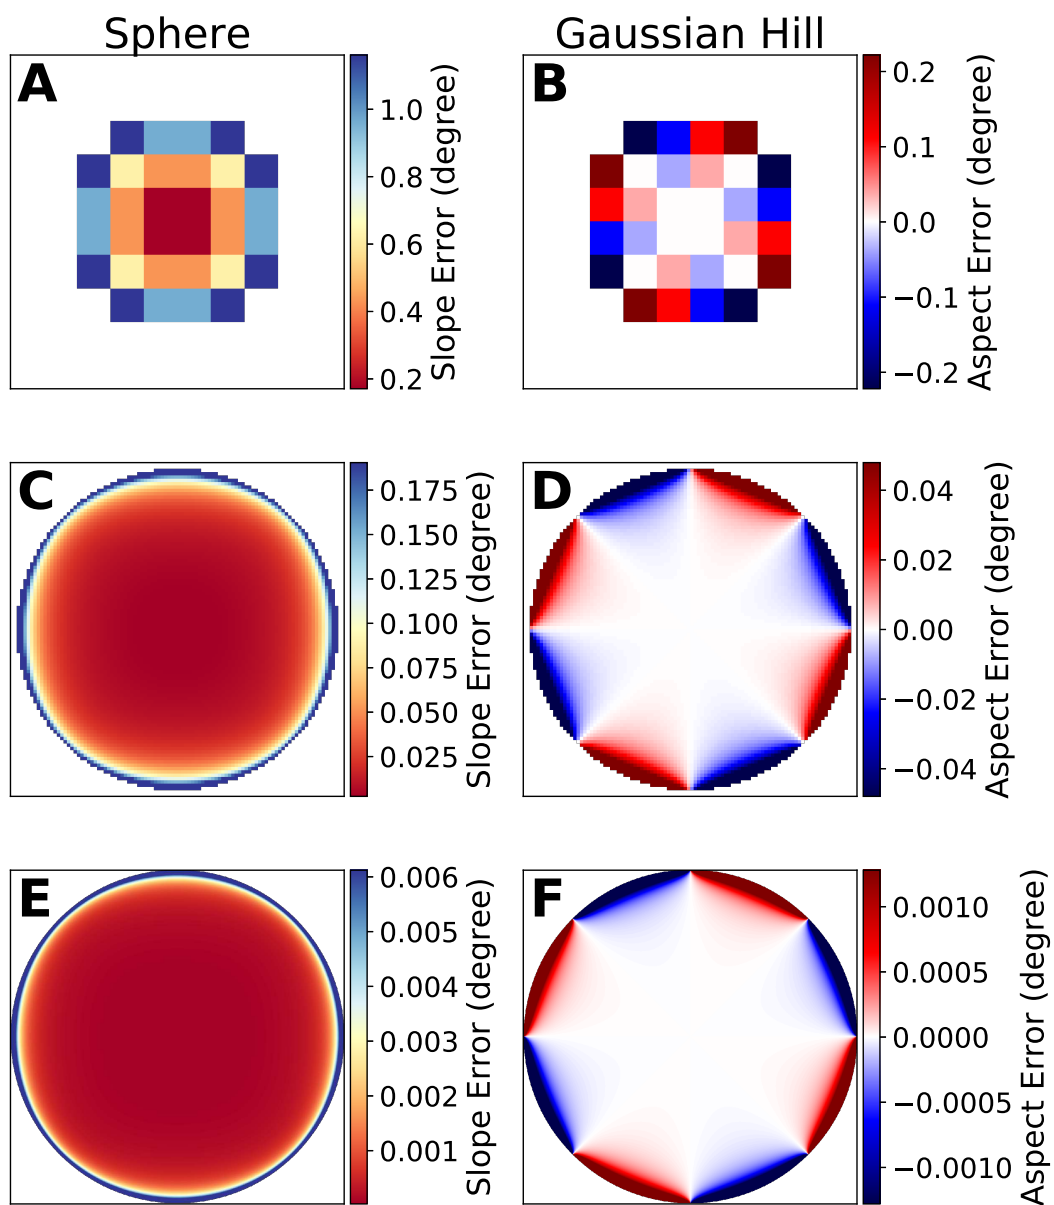 Sphere
Gaussian Hill
A
1.0
0.8
0.6
0.4
0.2
Slope Error (degree)
B
0.2
0.1
0.0
−0.1
−0.2
Aspect Error (degree)
C
0.175
0.150
0.125
0.100
0.075
0.050
0.025
Slope Error (degree)
D
0.04
0.02
0.00
−0.02
−0.04
Aspect Error (degree)
E
0.006
0.005
0.004
0.003
0.002
0.001
Slope Error (degree)
F
0.0010
0.0005
0.0000
−0.0005
−0.0010
Aspect Error (degree)